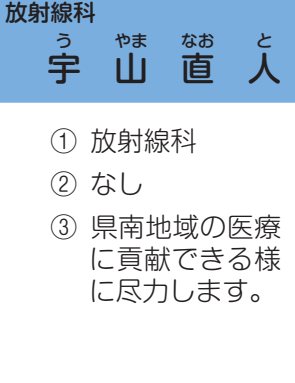 放射線科
う やま なお と
宇山直人
① 放射線科
② なし
③ 県南地域の医療
に貢献できる様
に尽力します。